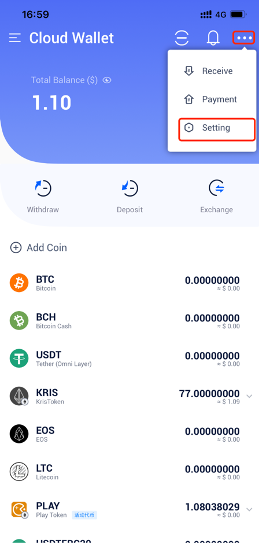 16:59
4G
Cloud Wallet
Total Balance ($)
1.10
Receive
Payment
Setting
Withdraw
Deposit
Exchange
Add Coin
BTC
0.00000000
Bitcoin
≈ $ 0.00
BCH
0.00000000
Bitcoin Cash
≈ $ 0.00
USDT
0.00000000
Tether (Omni Layer)
≈ $ 0.00
KRIS
77.00000000
KrisToken
≈ $ 1.09
EOS
0.00000000
EOS
≈ $ 0.00
LTC
0.00000000
Litecoin
≈ $ 0.00
PLAY
1.08038029
Play Token
≈ $ 0.00
USDTERC20
0.00000000